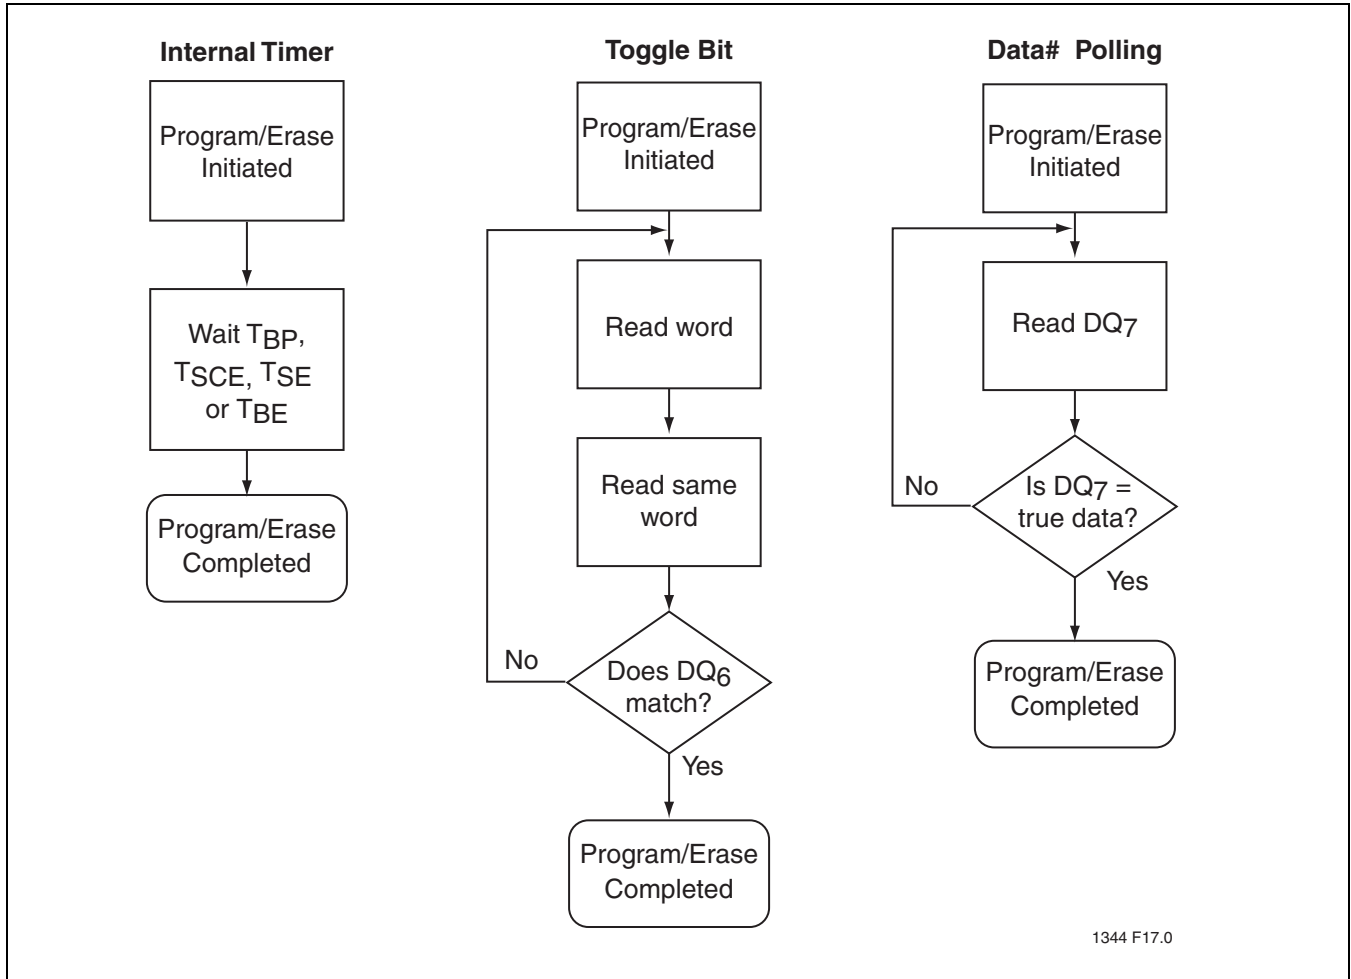 Internal Timer
Program/Erase
Initiated
Wait TBP,
TSCE, TSE
or TBE
Program/Erase
Completed
Toggle Bit
Program/Erase
Initiated
Read word
Read same
word
Does DQ6
match?
No
Yes
Program/Erase
Completed
Data# Polling
Program/Erase
Initiated
Read DQ7
Is DQ7 =
true data?
No
Yes
Program/Erase
Completed
1344 F17.0